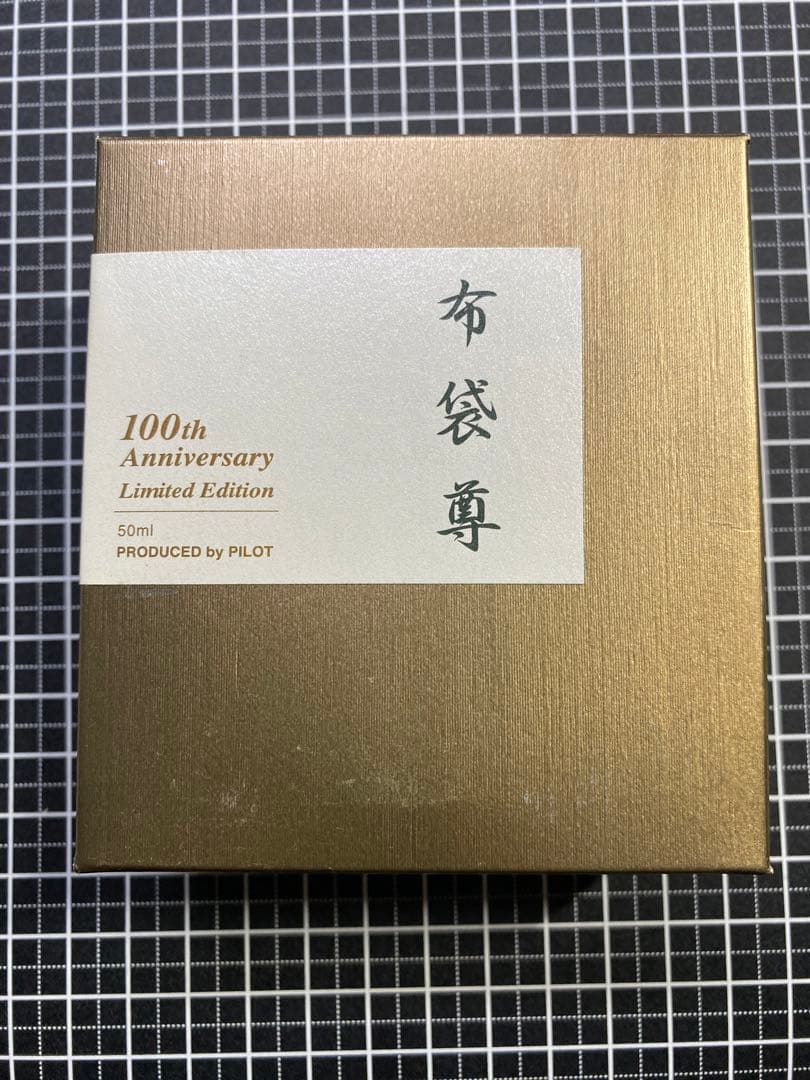 布袋尊
100th
Anniversary
Limited Edition
50ml
PRODUCED by PILOT